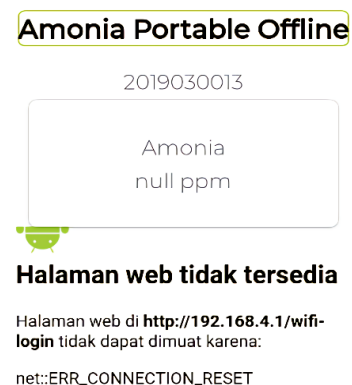 Amonia Portable Offline
2019030013
Amonia
null ppm
Halaman web tidak tersedia
Halaman web di http://192.168.4.1/wifi-
login tidak dapat dimuat karena:
net::ERR_CONNECTION_RESET